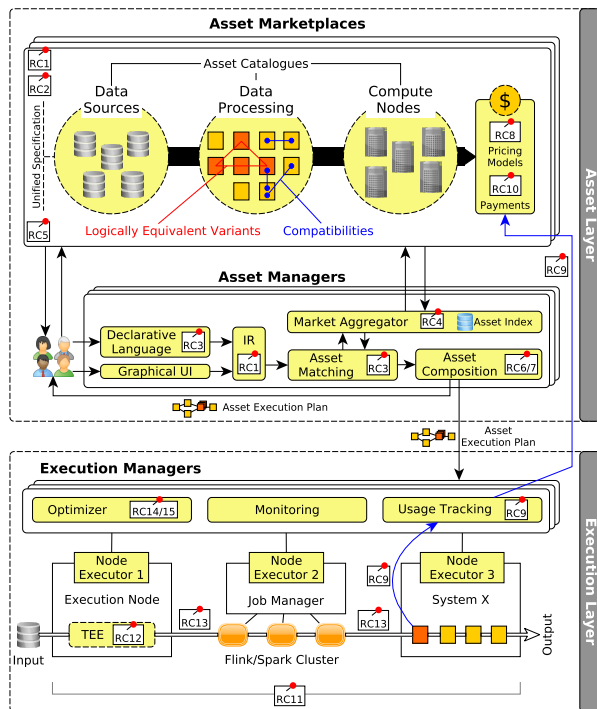 Asset Marketplaces
RC1
RC2
Unified Specification
RC5
Asset Catalogues
Data
Sources
Data
Processing
Compute
Nodes
$
RC8
Pricing
Models
RC10
Payments
Logically Equivalent Variants
Compatibilities
Asset Layer
RC9
Asset Managers
Declarative
Language
RC3
Graphical UI
IR
RC1
Market Aggregator
RC4
Asset Index
Asset
Matching
RC3
Asset
Composition
RC6/7
Asset Execution Plan
Asset
Execution Plan
Execution Managers
Execution Layer
Optimizer
RC14/15
Monitoring
Usage Tracking
RC9
Node
Executor 1
Node
Executor 2
Node
Executor 3
Execution Node
Job Manager
System X
RC9
Input
TEE
RC12
RC13
RC13
Flink/Spark Cluster
Output
RC11